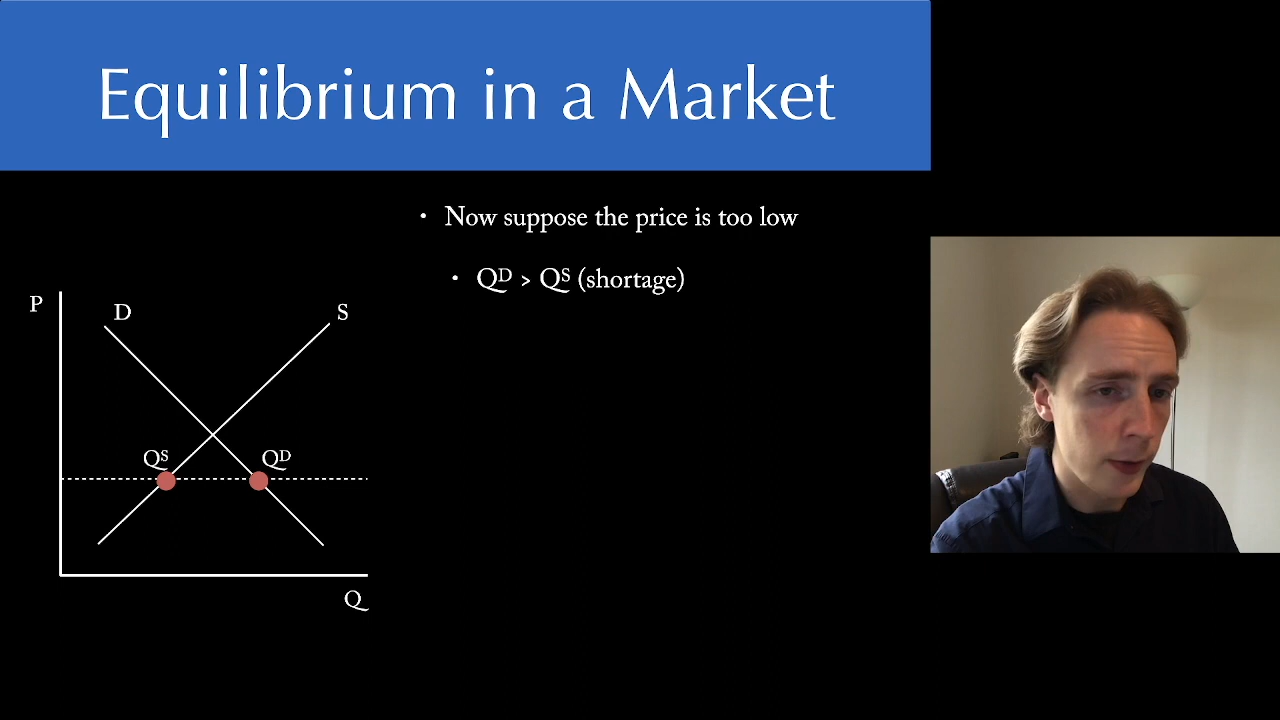 Equilibrium in a Market
• Now suppose the price is too low
• Qᴰ > Qˢ (shortage)
P
D
S
Qˢ
Qᴰ
Q